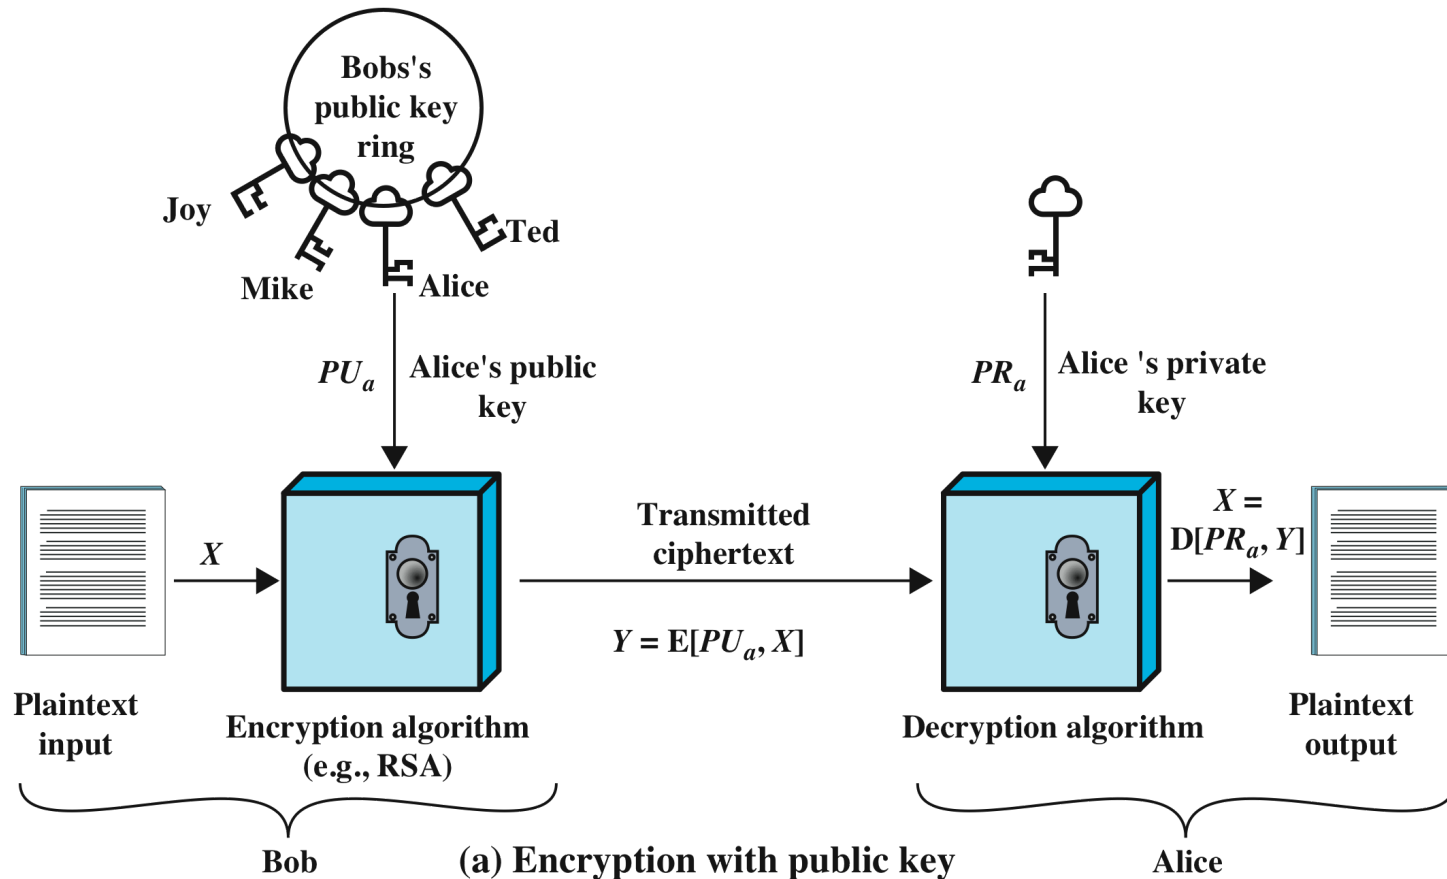 Bobs's
public key
ring
Joy
Ted
Mike
Alice
PUa
Alice's public
key
PRa
Alice 's private
key
X
Transmitted
ciphertext
Y = E[PUa, X]
X =
D[PRa, Y]
Plaintext
input
Encryption algorithm
(e.g., RSA)
Decryption algorithm
Plaintext
output
Bob
(a) Encryption with public key
Alice